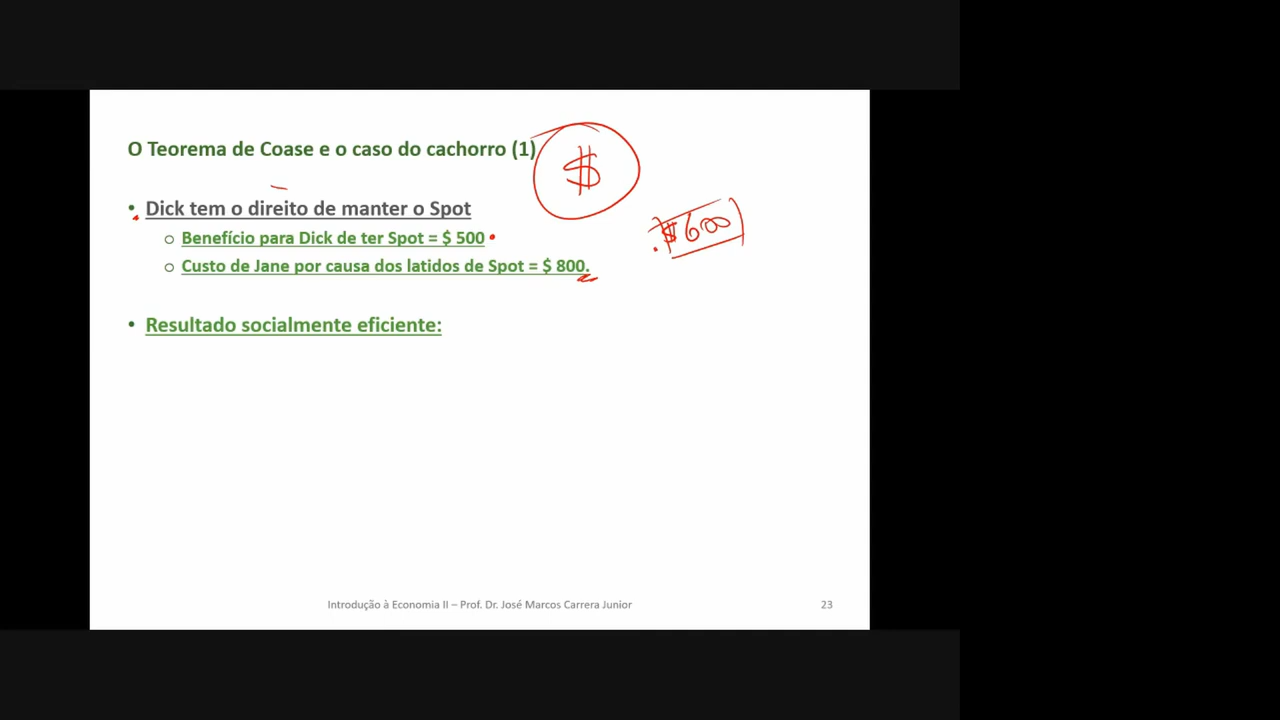 O Teorema de Coase e o caso do cachorro (1)
$
• Dick tem o direito de manter o Spot
$600
o Benefício para Dick de ter Spot = $ 500
o Custo de Jane por causa dos latidos de Spot = $ 800.
• Resultado socialmente eficiente:
Introdução à Economia II – Prof. Dr. José Marcos Carrera Junior 23